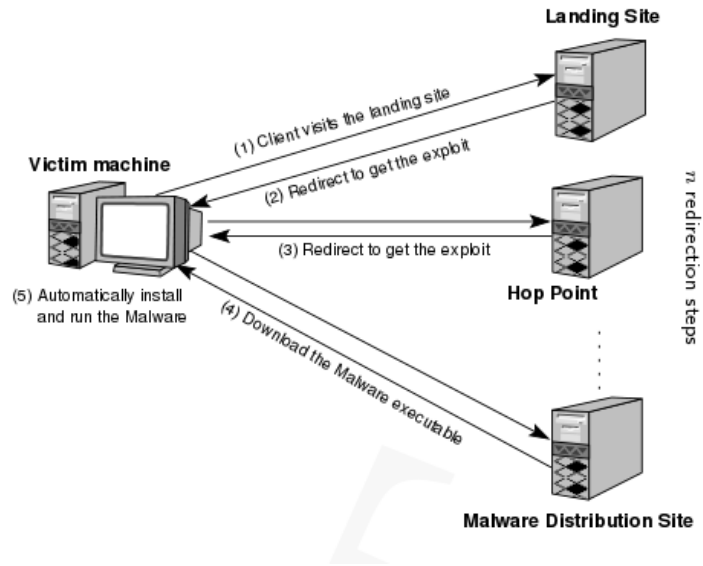 Landing Site
(1) Client visits the landing site
Victim machine
(2) Redirect to get the exploit
n redirection steps
(3) Redirect to get the exploit
Hop Point
(5) Automatically install
and run the Malware
(4) Download the Malware executable
Malware Distribution Site